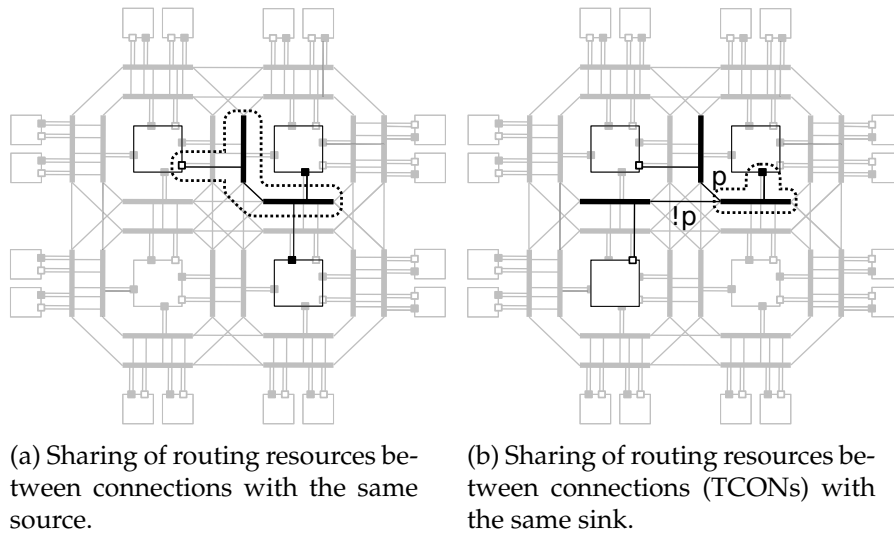 p
!p
(a) Sharing of routing resources be-
tween connections with the same
source.
(b) Sharing of routing resources be-
tween connections (TCONs) with
the same sink.